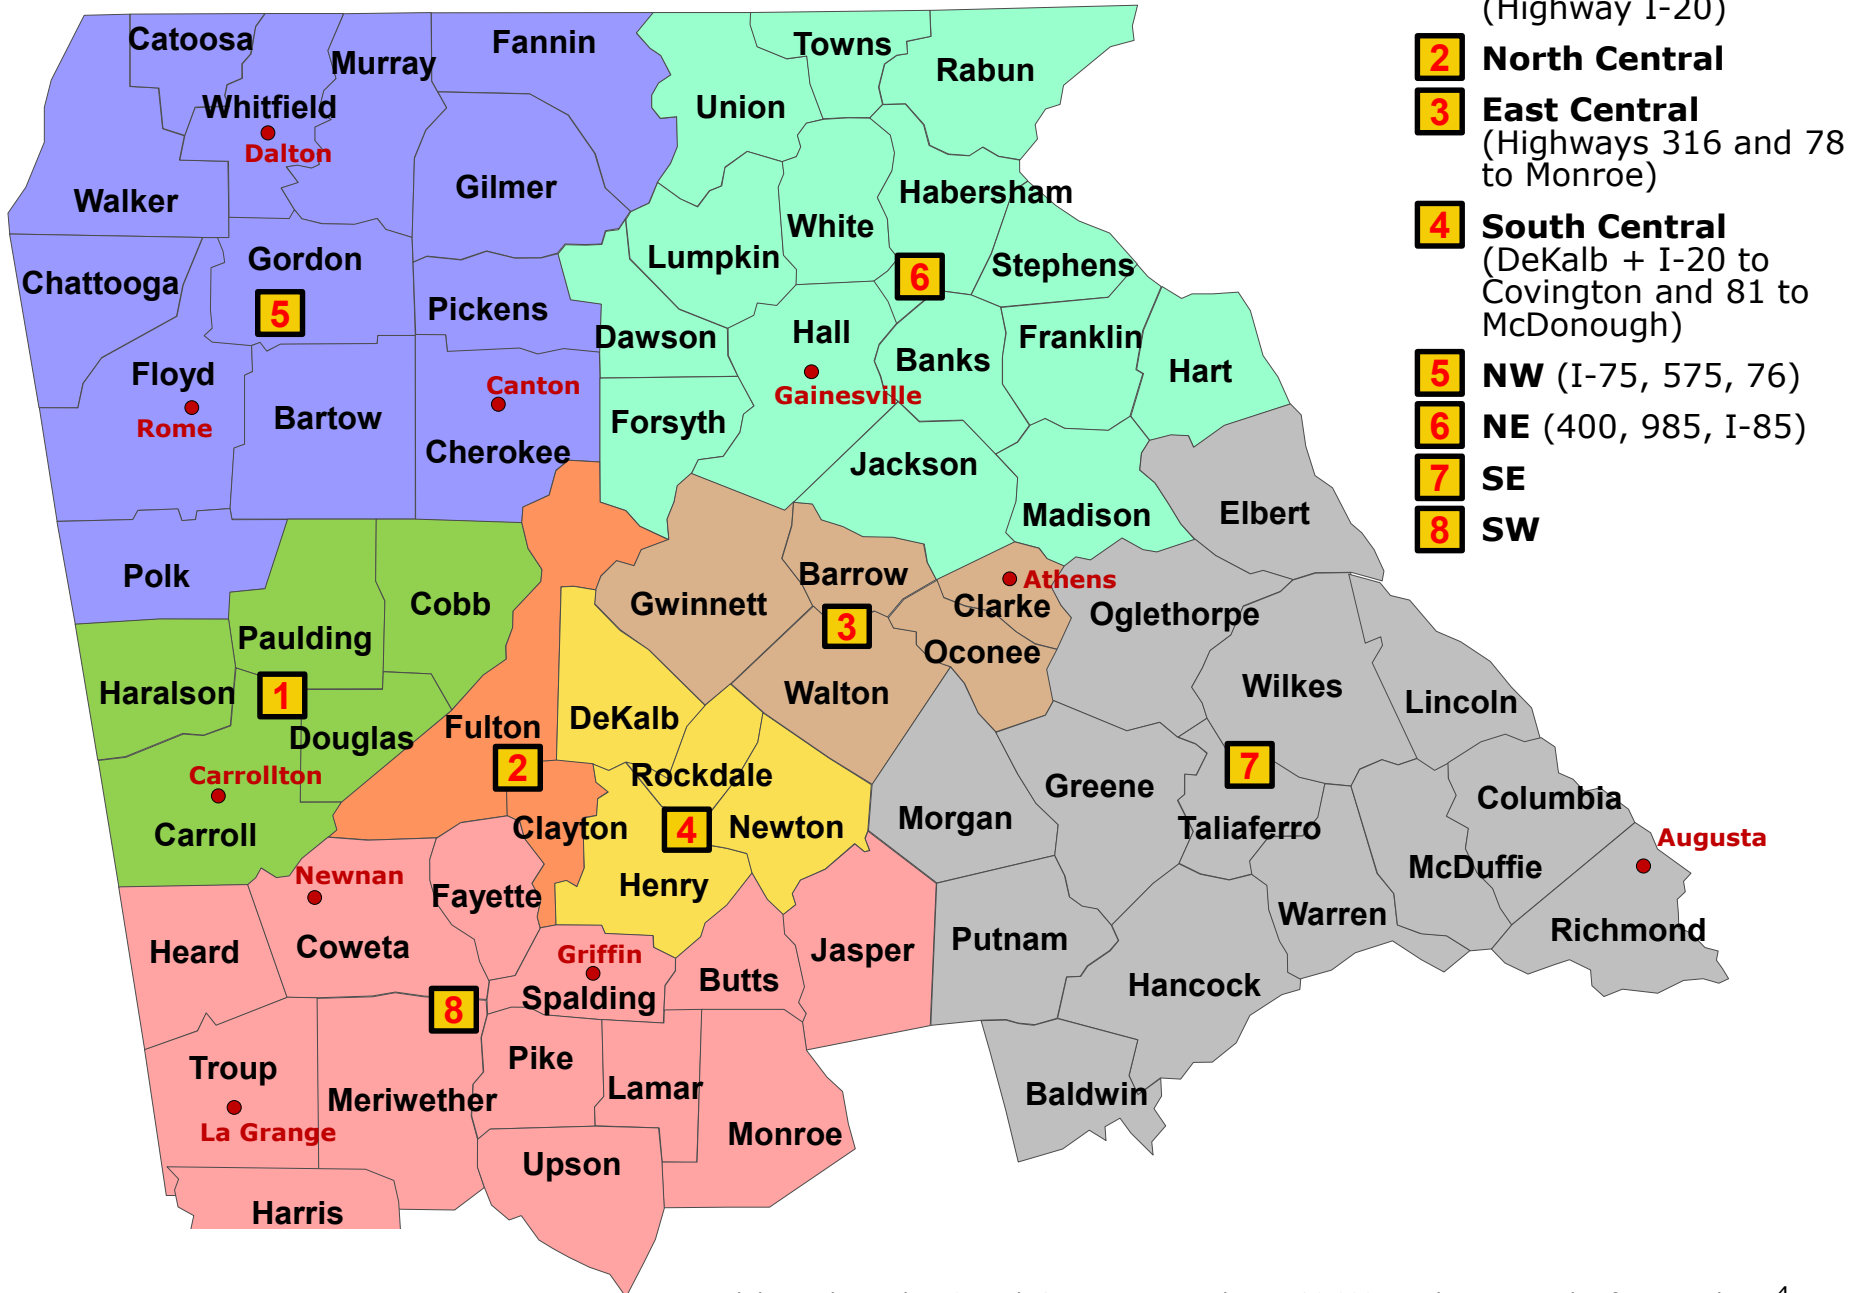 (Highway I-20)
2 North Central
3 East Central
(Highways 316 and 78
to Monroe)
4 South Central
(DeKalb + I-20 to
Covington and 81 to
McDonough)
5 NW (I-75, 575, 76)
6 NE (400, 985, I-85)
7 SE
8 SW
Catoosa
Fannin
Murray
Towns
Rabun
Whitfield
Union
Dalton
Walker
Gilmer
Habersham
White
Gordon
Lumpkin
Stephens
Chattooga
5
Pickens
6
Dawson
Hall
Franklin
Banks
Floyd
Canton
Gainesville
Hart
Rome
Bartow
Forsyth
Cherokee
Jackson
Madison
Elbert
Polk
Cobb
Gwinnett
Barrow
Athens
Clarke
Oglethorpe
Paulding
3
Oconee
Haralson
1
Walton
Wilkes
Lincoln
Douglas
Fulton
DeKalb
Carrollton
2
Rockdale
7
Greene
Columbia
Carroll
Clayton
4
Newton
Morgan
Taliaferro
Augusta
Newnan
Fayette
Henry
McDuffie
Warren
Richmond
Heard
Coweta
Griffin
Jasper
Putnam
Butts
Spalding
Hancock
8
Troup
Pike
Lamar
Meriwether
Baldwin
La Grange
Monroe
Upson
Harris
4